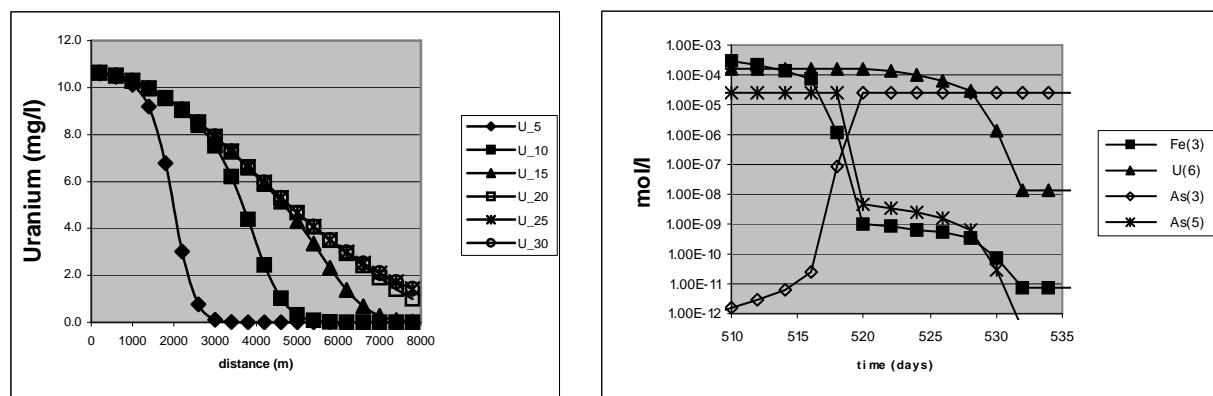 Uranium (mg/l)
12.0
10.0
8.0
6.0
4.0
2.0
0.0
0 1000 2000 3000 4000 5000 6000 7000 8000
distance (m)
U_5
U_10
U_15
U_20
U_25
U_30
mol/l
1.00E-03
1.00E-04
1.00E-05
1.00E-06
1.00E-07
1.00E-08
1.00E-09
1.00E-10
1.00E-11
1.00E-12
510 515 520 525 530 535
time (days)
Fe(3)
U(6)
As(3)
As(5)